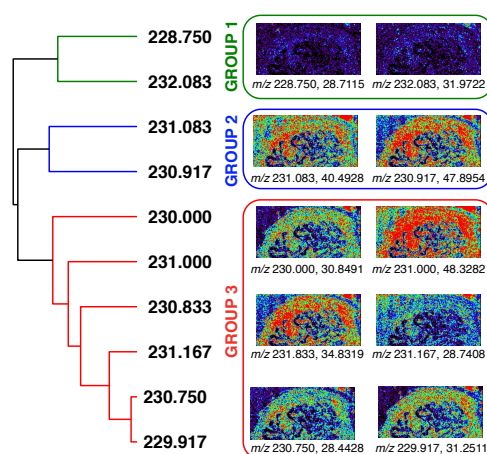 228.750
232.083
231.083
230.917
230.000
231.000
230.833
231.167
230.750
229.917
GROUP 1
m/z 228.750, 28.7115 m/z 232.083, 31.9722
GROUP 2
m/z 231.083, 40.4928 m/z 230.917, 47.8954
GROUP 3
m/z 230.000, 30.8491 m/z 231.000, 48.3282
m/z 231.833, 34.8319 m/z 231.167, 28.7408
m/z 230.750, 28.4428 m/z 229.917, 31.2511